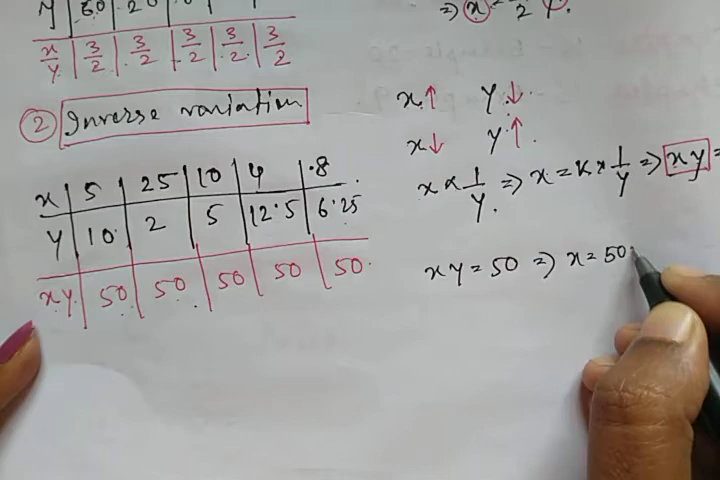 x/y | 3/2 | 3/2 | 3/2 | 3/2 | 3/2
② Inverse variation
x↑ y↓
x↓ y↑
x | 5 | 25 | 10 | 4 | 8
y | 10 | 2 | 5 | 12.5 | 6.25
xy | 50 | 50 | 50 | 50 | 50
x ∝ 1/y ⇒ x = k × 1/y ⇒ xy =
xy = 50 ⇒ x = 50